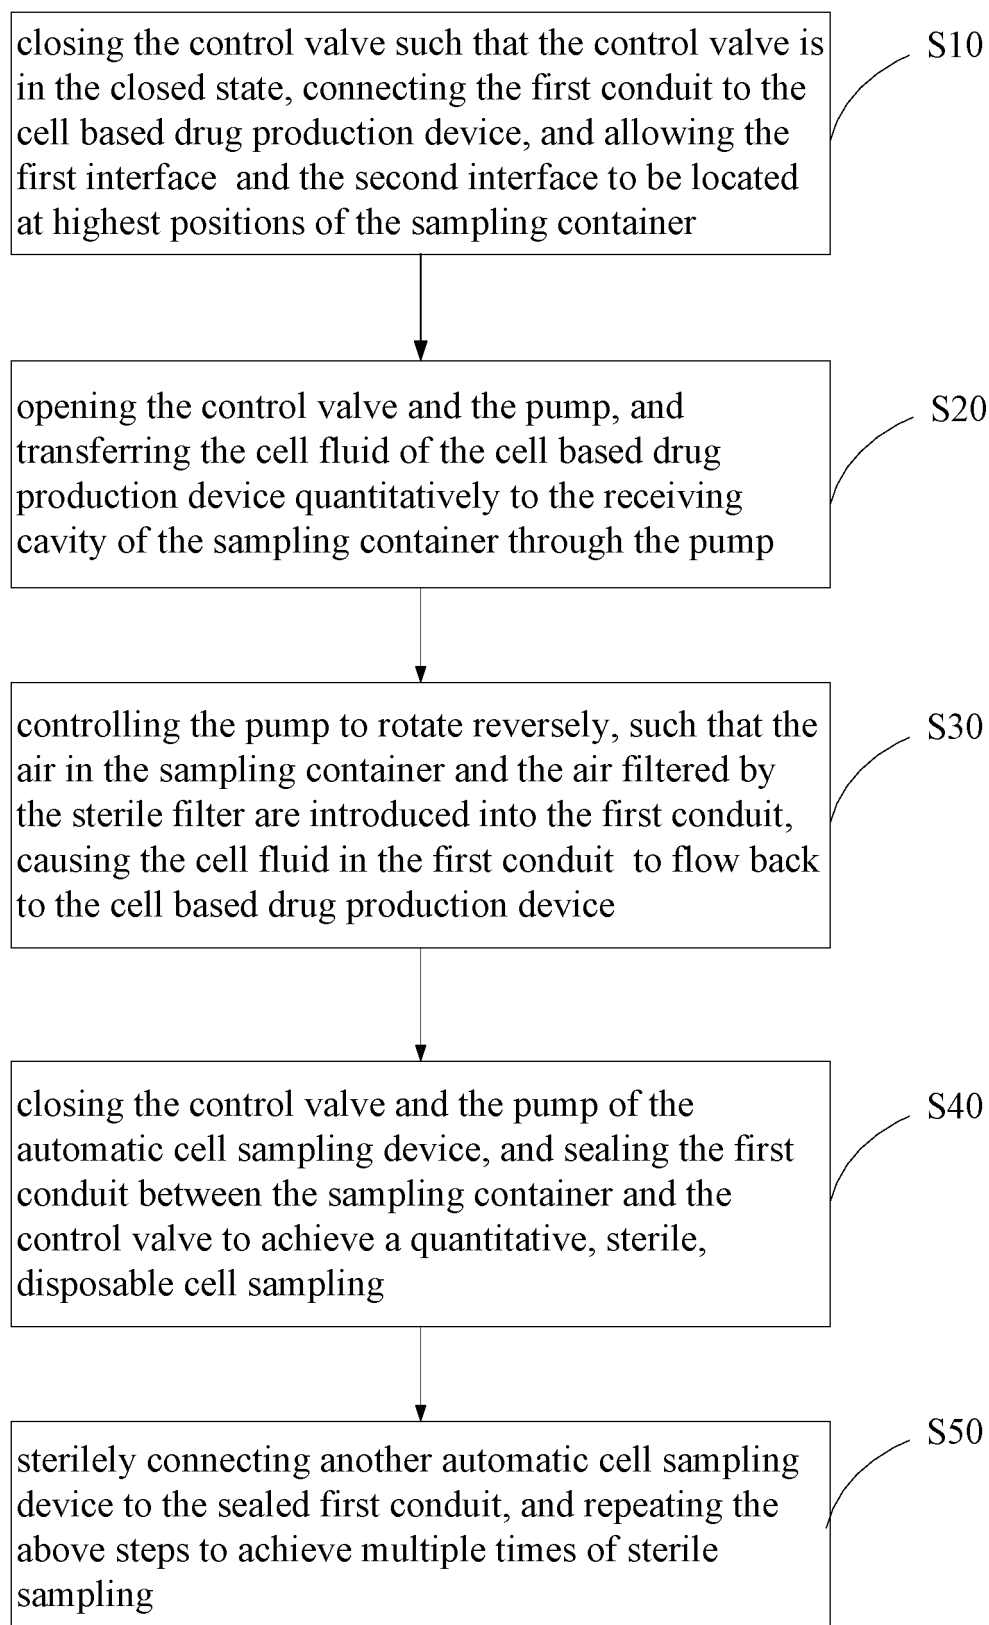 closing the control valve such that the control valve is
in the closed state, connecting the first conduit to the
cell based drug production device, and allowing the
first interface and the second interface to be located
at highest positions of the sampling container
S10
opening the control valve and the pump, and
transferring the cell fluid of the cell based drug
production device quantitatively to the receiving
cavity of the sampling container through the pump
S20
controlling the pump to rotate reversely, such that the
air in the sampling container and the air filtered by
the sterile filter are introduced into the first conduit,
causing the cell fluid in the first conduit to flow back
to the cell based drug production device
S30
closing the control valve and the pump of the
automatic cell sampling device, and sealing the first
conduit between the sampling container and the
control valve to achieve a quantitative, sterile,
disposable cell sampling
S40
sterilely connecting another automatic cell sampling
device to the sealed first conduit, and repeating the
above steps to achieve multiple times of sterile
sampling
S50